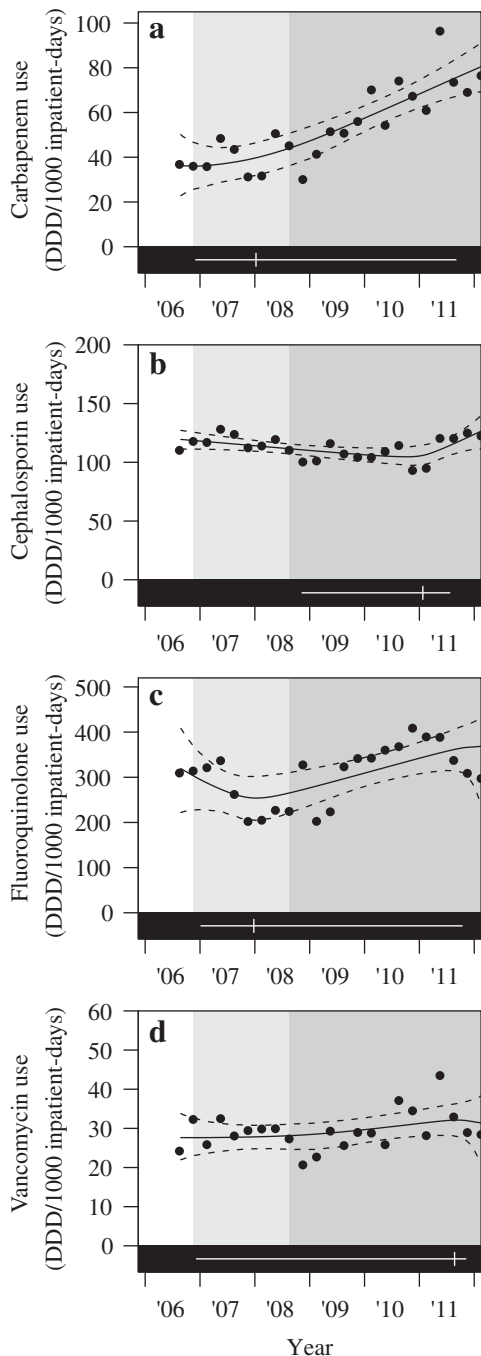 a
Carbapenem use
(DDD/1000 inpatient-days)
100
80
60
40
20
0
'06 '07 '08 '09 '10 '11
b
Cephalosporin use
(DDD/1000 inpatient-days)
200
150
100
50
0
'06 '07 '08 '09 '10 '11
c
Fluoroquinolone use
(DDD/1000 inpatient-days)
500
400
300
200
100
0
'06 '07 '08 '09 '10 '11
d
Vancomycin use
(DDD/1000 inpatient-days)
60
50
40
30
20
10
0
'06 '07 '08 '09 '10 '11
Year